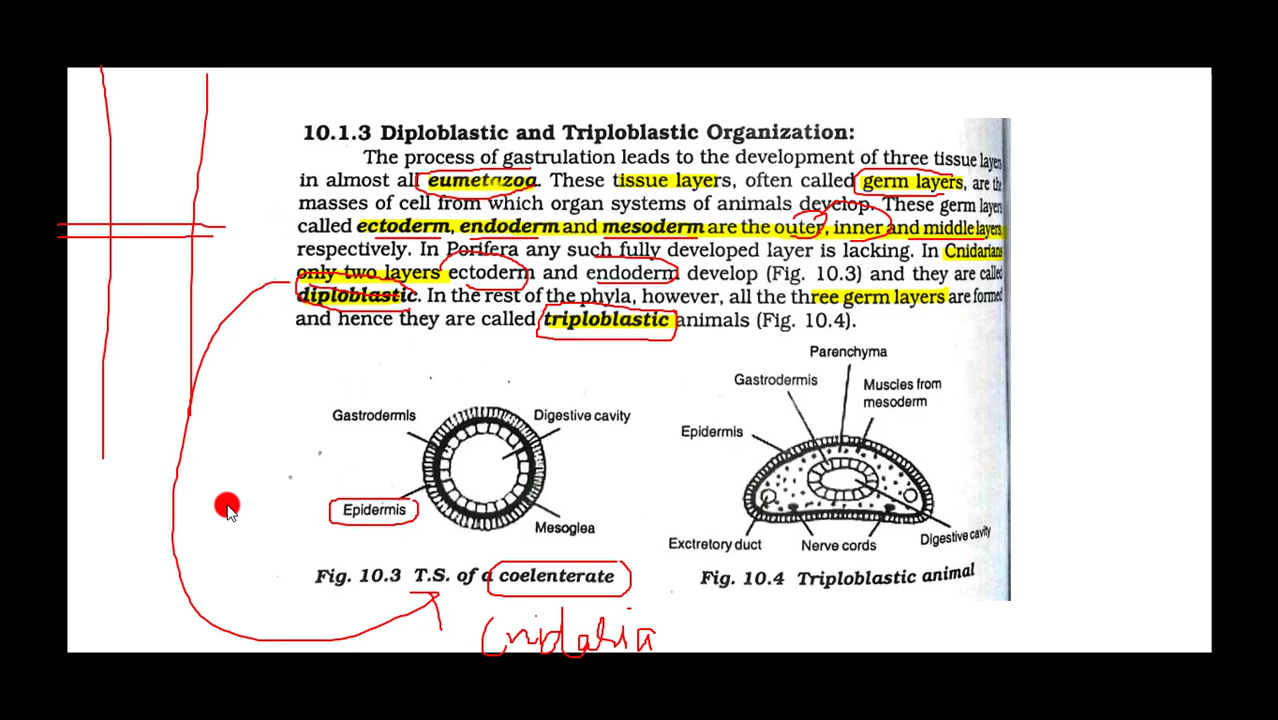 10.1.3 Diploblastic and Triploblastic Organization:
The process of gastrulation leads to the development of three tissue layers
in almost all eumetazoa. These tissue layers, often called germ layers, are the
masses of cell from which organ systems of animals develop. These germ layers
called ectoderm, endoderm and mesoderm are the outer, inner and middle layers
respectively. In Porifera any such fully developed layer is lacking. In Cnidarians
only two layers ectoderm and endoderm develop (Fig. 10.3) and they are called
diploblastic. In the rest of the phyla, however, all the three germ layers are formed
and hence they are called triploblastic animals (Fig. 10.4).
Parenchyma
Gastrodermis
Muscles from
mesoderm
Gastrodermis
Digestive cavity
Epidermis
Epidermis
Mesoglea
Exctretory duct
Nerve cords
Digestive cavity
Fig. 10.3 T.S. of a coelenterate
Fig. 10.4 Triploblastic animal
Cnidaria